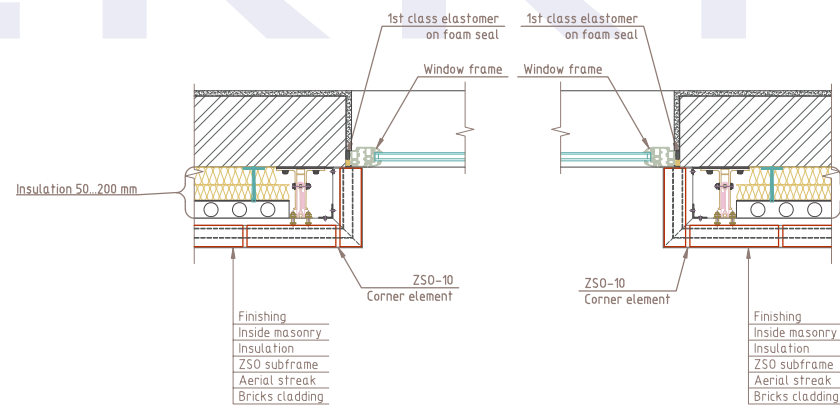 1st class elastomer
on foam seal
1st class elastomer
on foam seal
Window frame
Window frame
Insulation 50...200 mm
ZSO-10
Corner element
ZSO-10
Corner element
Finishing
Inside masonry
Insulation
ZSO subframe
Aerial streak
Bricks cladding
Finishing
Inside masonry
Insulation
ZSO subframe
Aerial streak
Bricks cladding